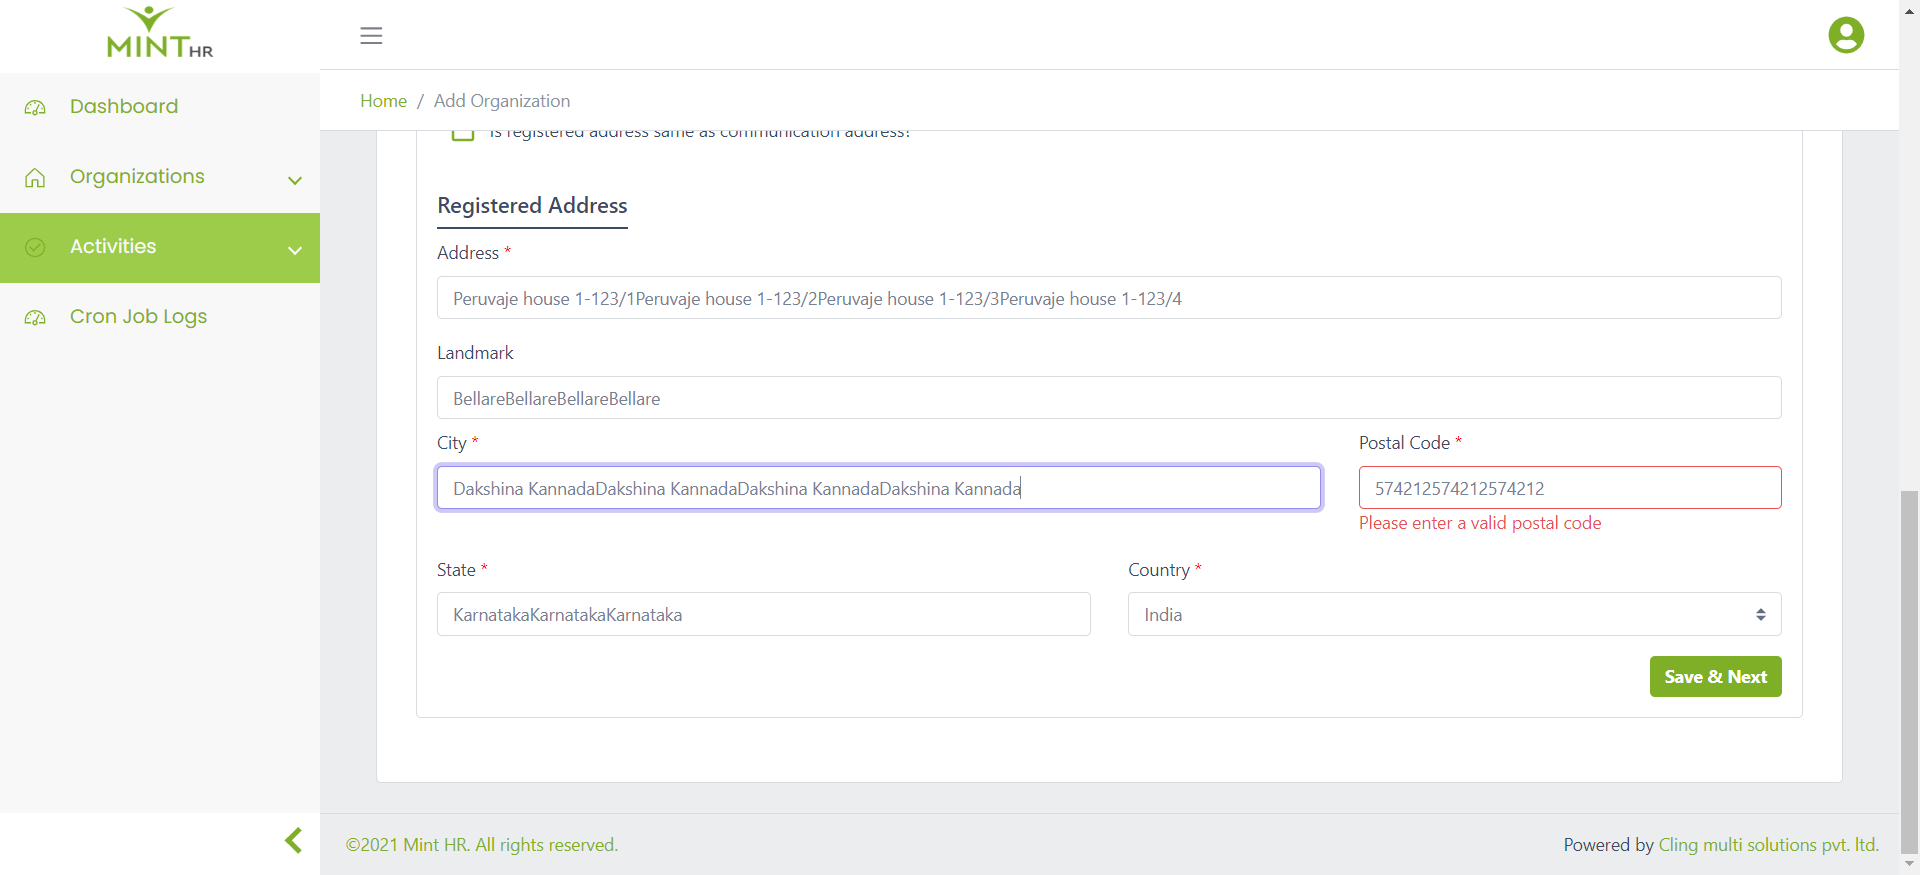 MINT HR
Dashboard
Organizations
Activities
Cron Job Logs
Home / Add Organization
Is registered address same as communication address?
Registered Address
Address *
Peruvaje house 1-123/1Peruvaje house 1-123/2Peruvaje house 1-123/3Peruvaje house 1-123/4
Landmark
BellareBellareBellareBellare
City *
Postal Code *
Dakshina KannadaDakshina KannadaDakshina KannadaDakshina Kannada
574212574212574212
Please enter a valid postal code
State *
Country *
KarnatakaKarnatakaKarnataka
India
Save & Next
©2021 Mint HR. All rights reserved.
Powered by Cling multi solutions pvt. ltd.